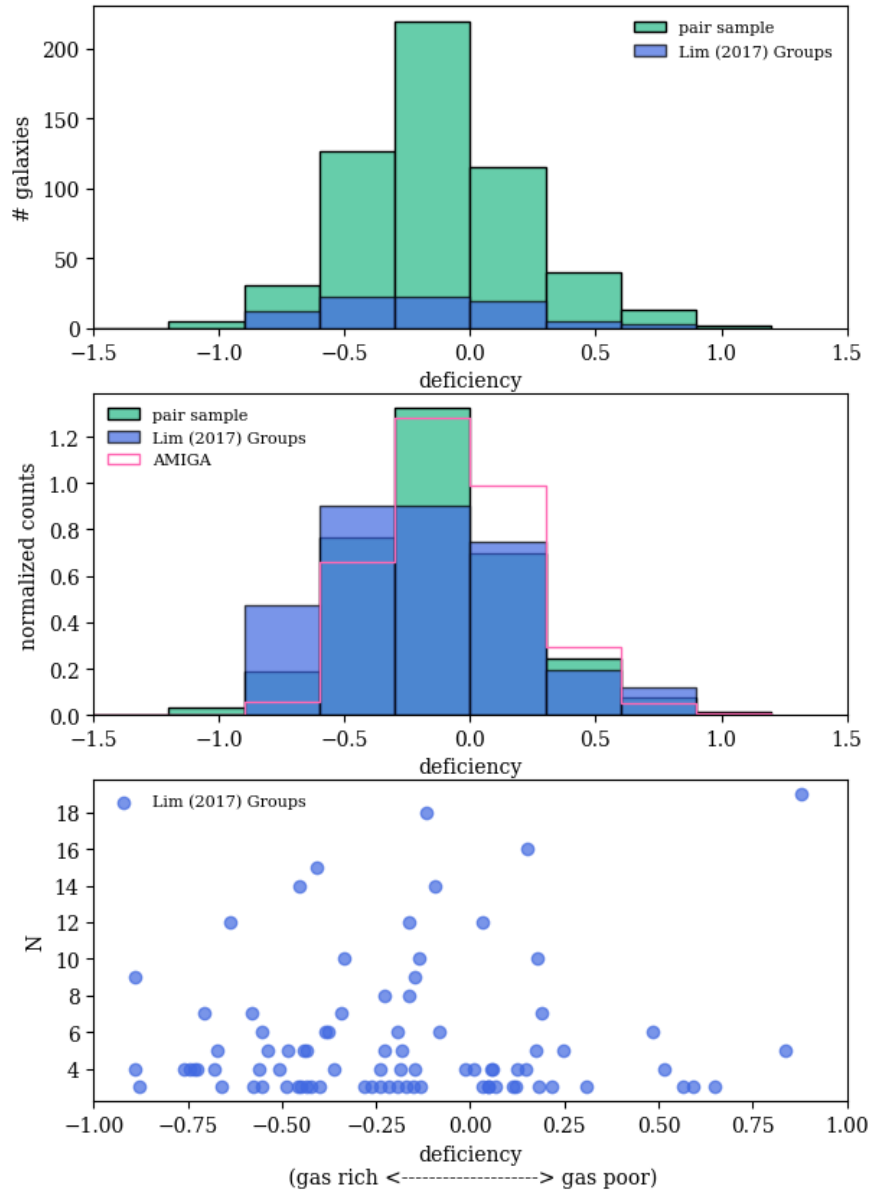 200
150
100
50
0
# galaxies
pair sample
Lim (2017) Groups
-1.5 -1.0 -0.5 0.0 0.5 1.0 1.5
deficiency
1.2
1.0
0.8
0.6
0.4
0.2
0.0
normalized counts
pair sample
Lim (2017) Groups
AMIGA
−1.5 −1.0 −0.5 0.0 0.5 1.0 1.5
deficiency
18
16
14
12
10
8
6
4
N
Lim (2017) Groups
−1.00 −0.75 −0.50 −0.25 0.00 0.25 0.50 0.75 1.00
deficiency
(gas rich <--------------------> gas poor)